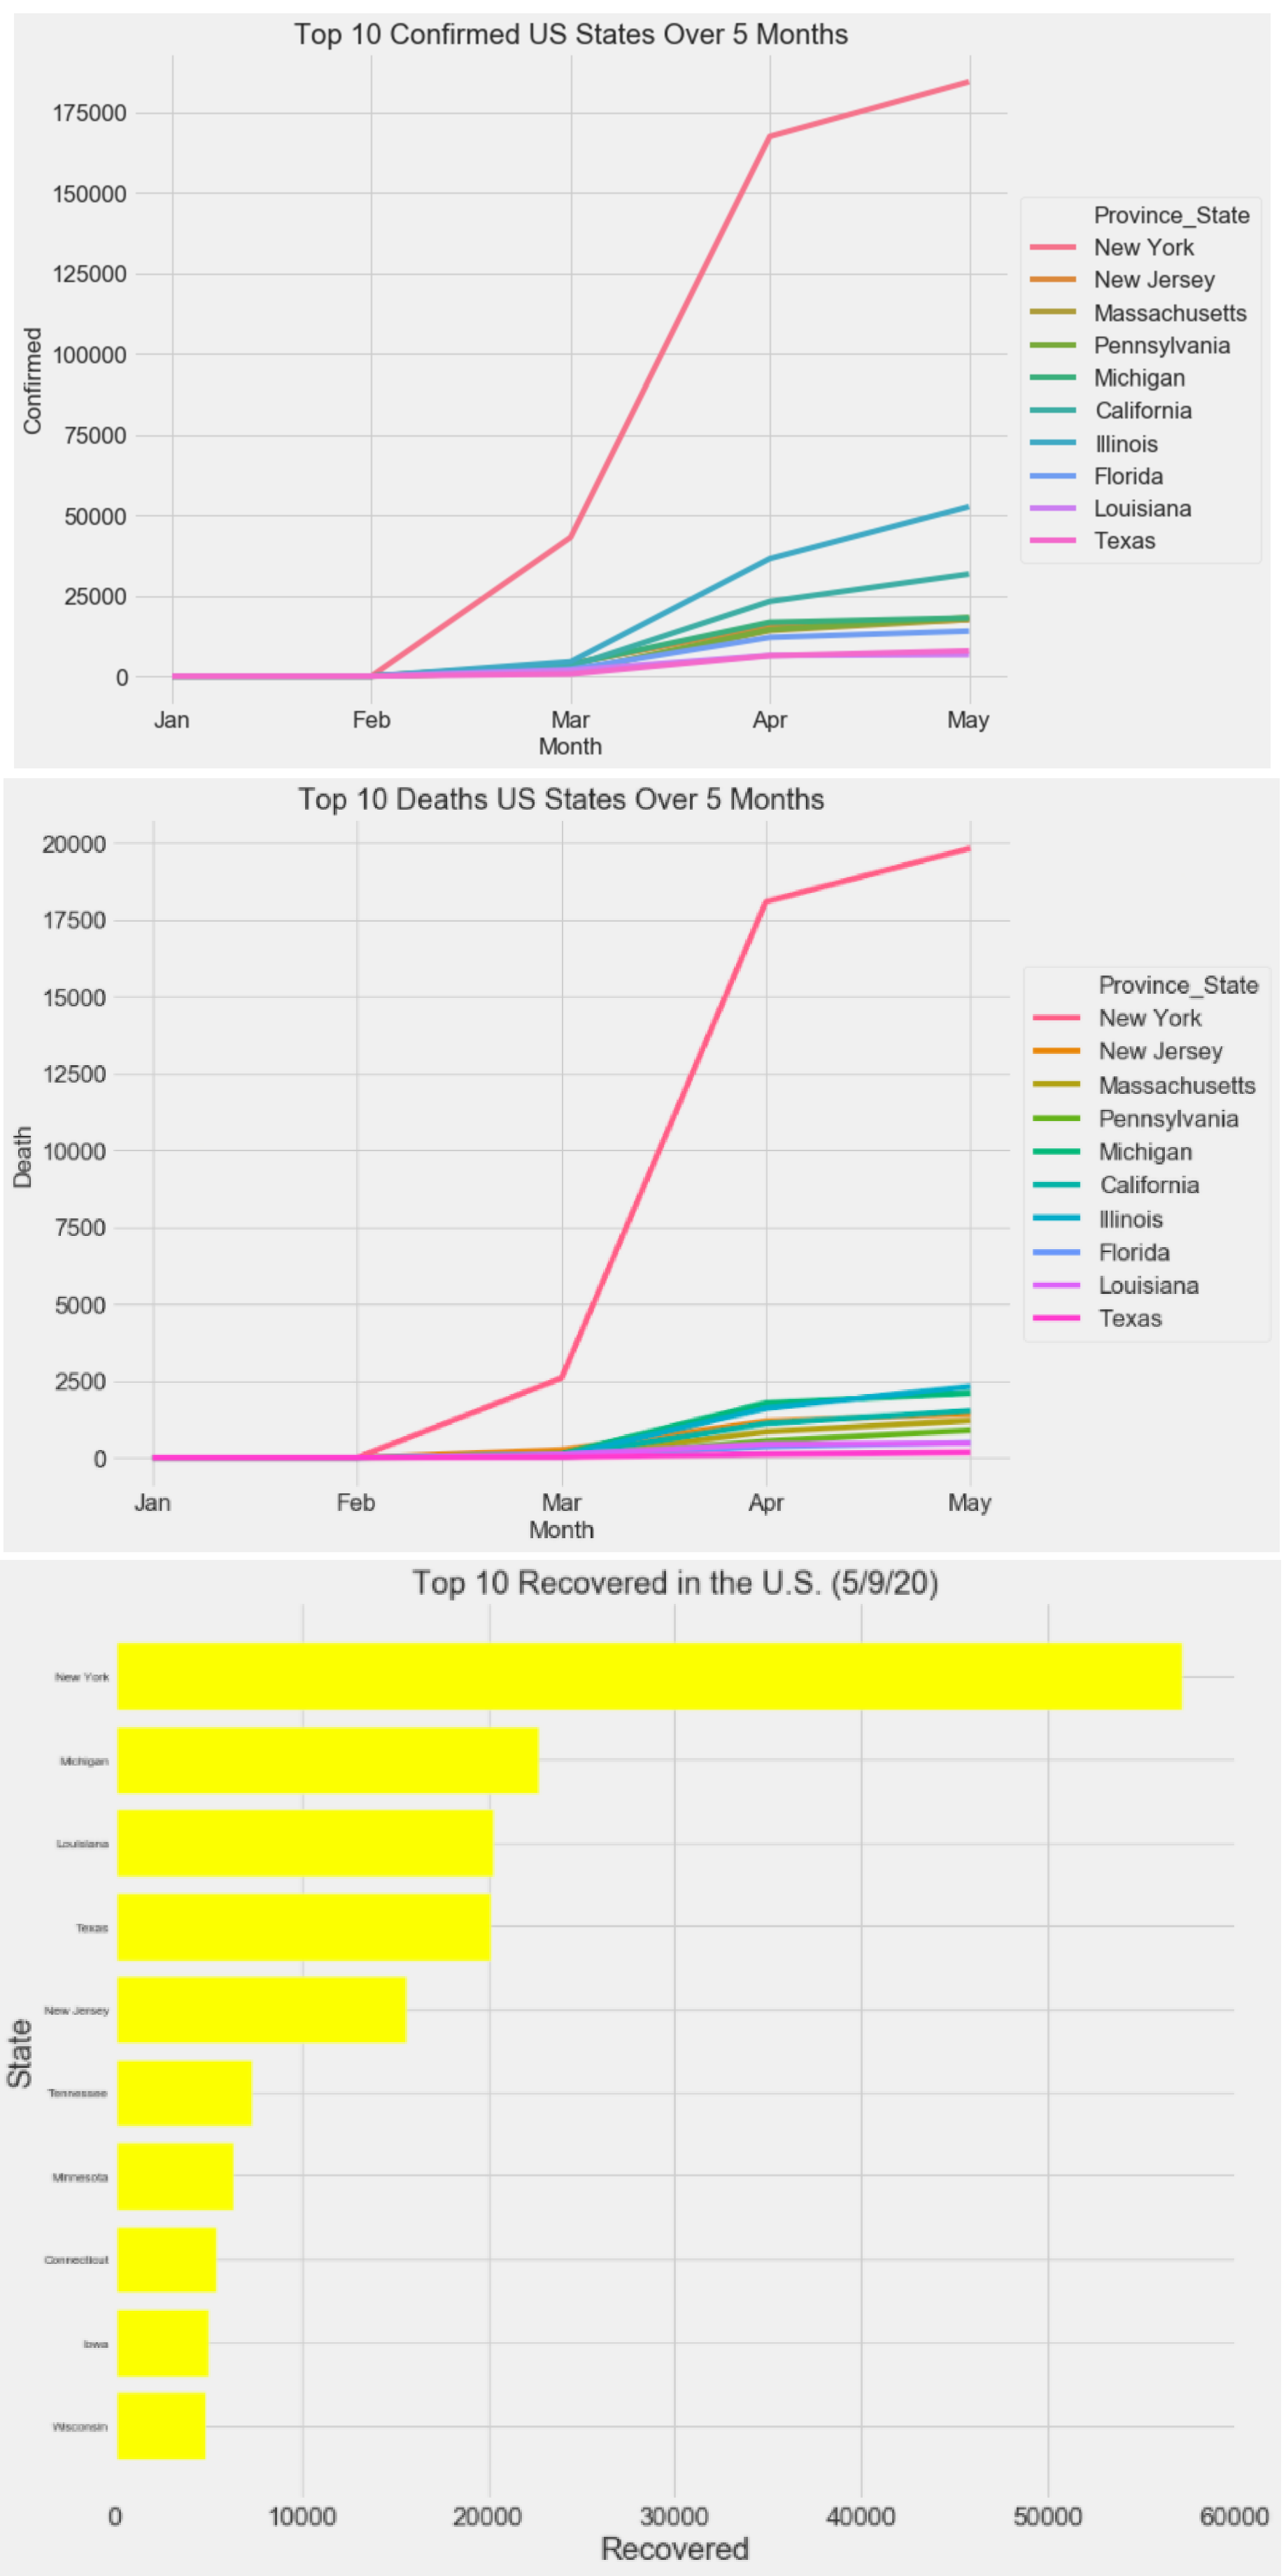 Top 10 Confirmed US States Over 5 Months
175000
150000
125000
100000
75000
50000
25000
0
Confirmed
Jan Feb Mar Apr May
Month
Province_State
New York
New Jersey
Massachusetts
Pennsylvania
Michigan
California
Illinois
Florida
Louisiana
Texas
Top 10 Deaths US States Over 5 Months
20000
17500
15000
12500
10000
7500
5000
2500
0
Death
Jan Feb Mar Apr May
Month
Province_State
New York
New Jersey
Massachusetts
Pennsylvania
Michigan
California
Illinois
Florida
Louisiana
Texas
Top 10 Recovered in the U.S. (5/9/20)
New York
Michigan
Louisiana
Texas
New Jersey
Tennessee
Minnesota
Connecticut
Iowa
Wisconsin
State
0 10000 20000 30000 40000 50000 60000
Recovered